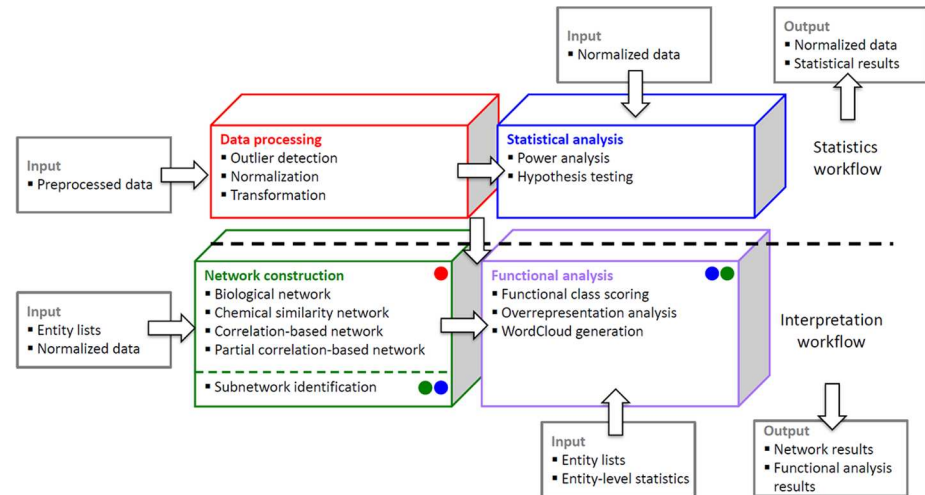 Input
▪ Normalized data
Output
▪ Normalized data
▪ Statistical results
Data processing
▪ Outlier detection
▪ Normalization
▪ Transformation
Statistical analysis
▪ Power analysis
▪ Hypothesis testing
Statistics
workflow
Input
▪ Preprocessed data
Network construction
▪ Biological network
▪ Chemical similarity network
▪ Correlation-based network
▪ Partial correlation-based network
▪ Subnetwork identification
Functional analysis
▪ Functional class scoring
▪ Overrepresentation analysis
▪ WordCloud generation
Input
▪ Entity lists
▪ Normalized data
Interpretation
workflow
Input
▪ Entity lists
▪ Entity-level statistics
Output
▪ Network results
▪ Functional analysis
results